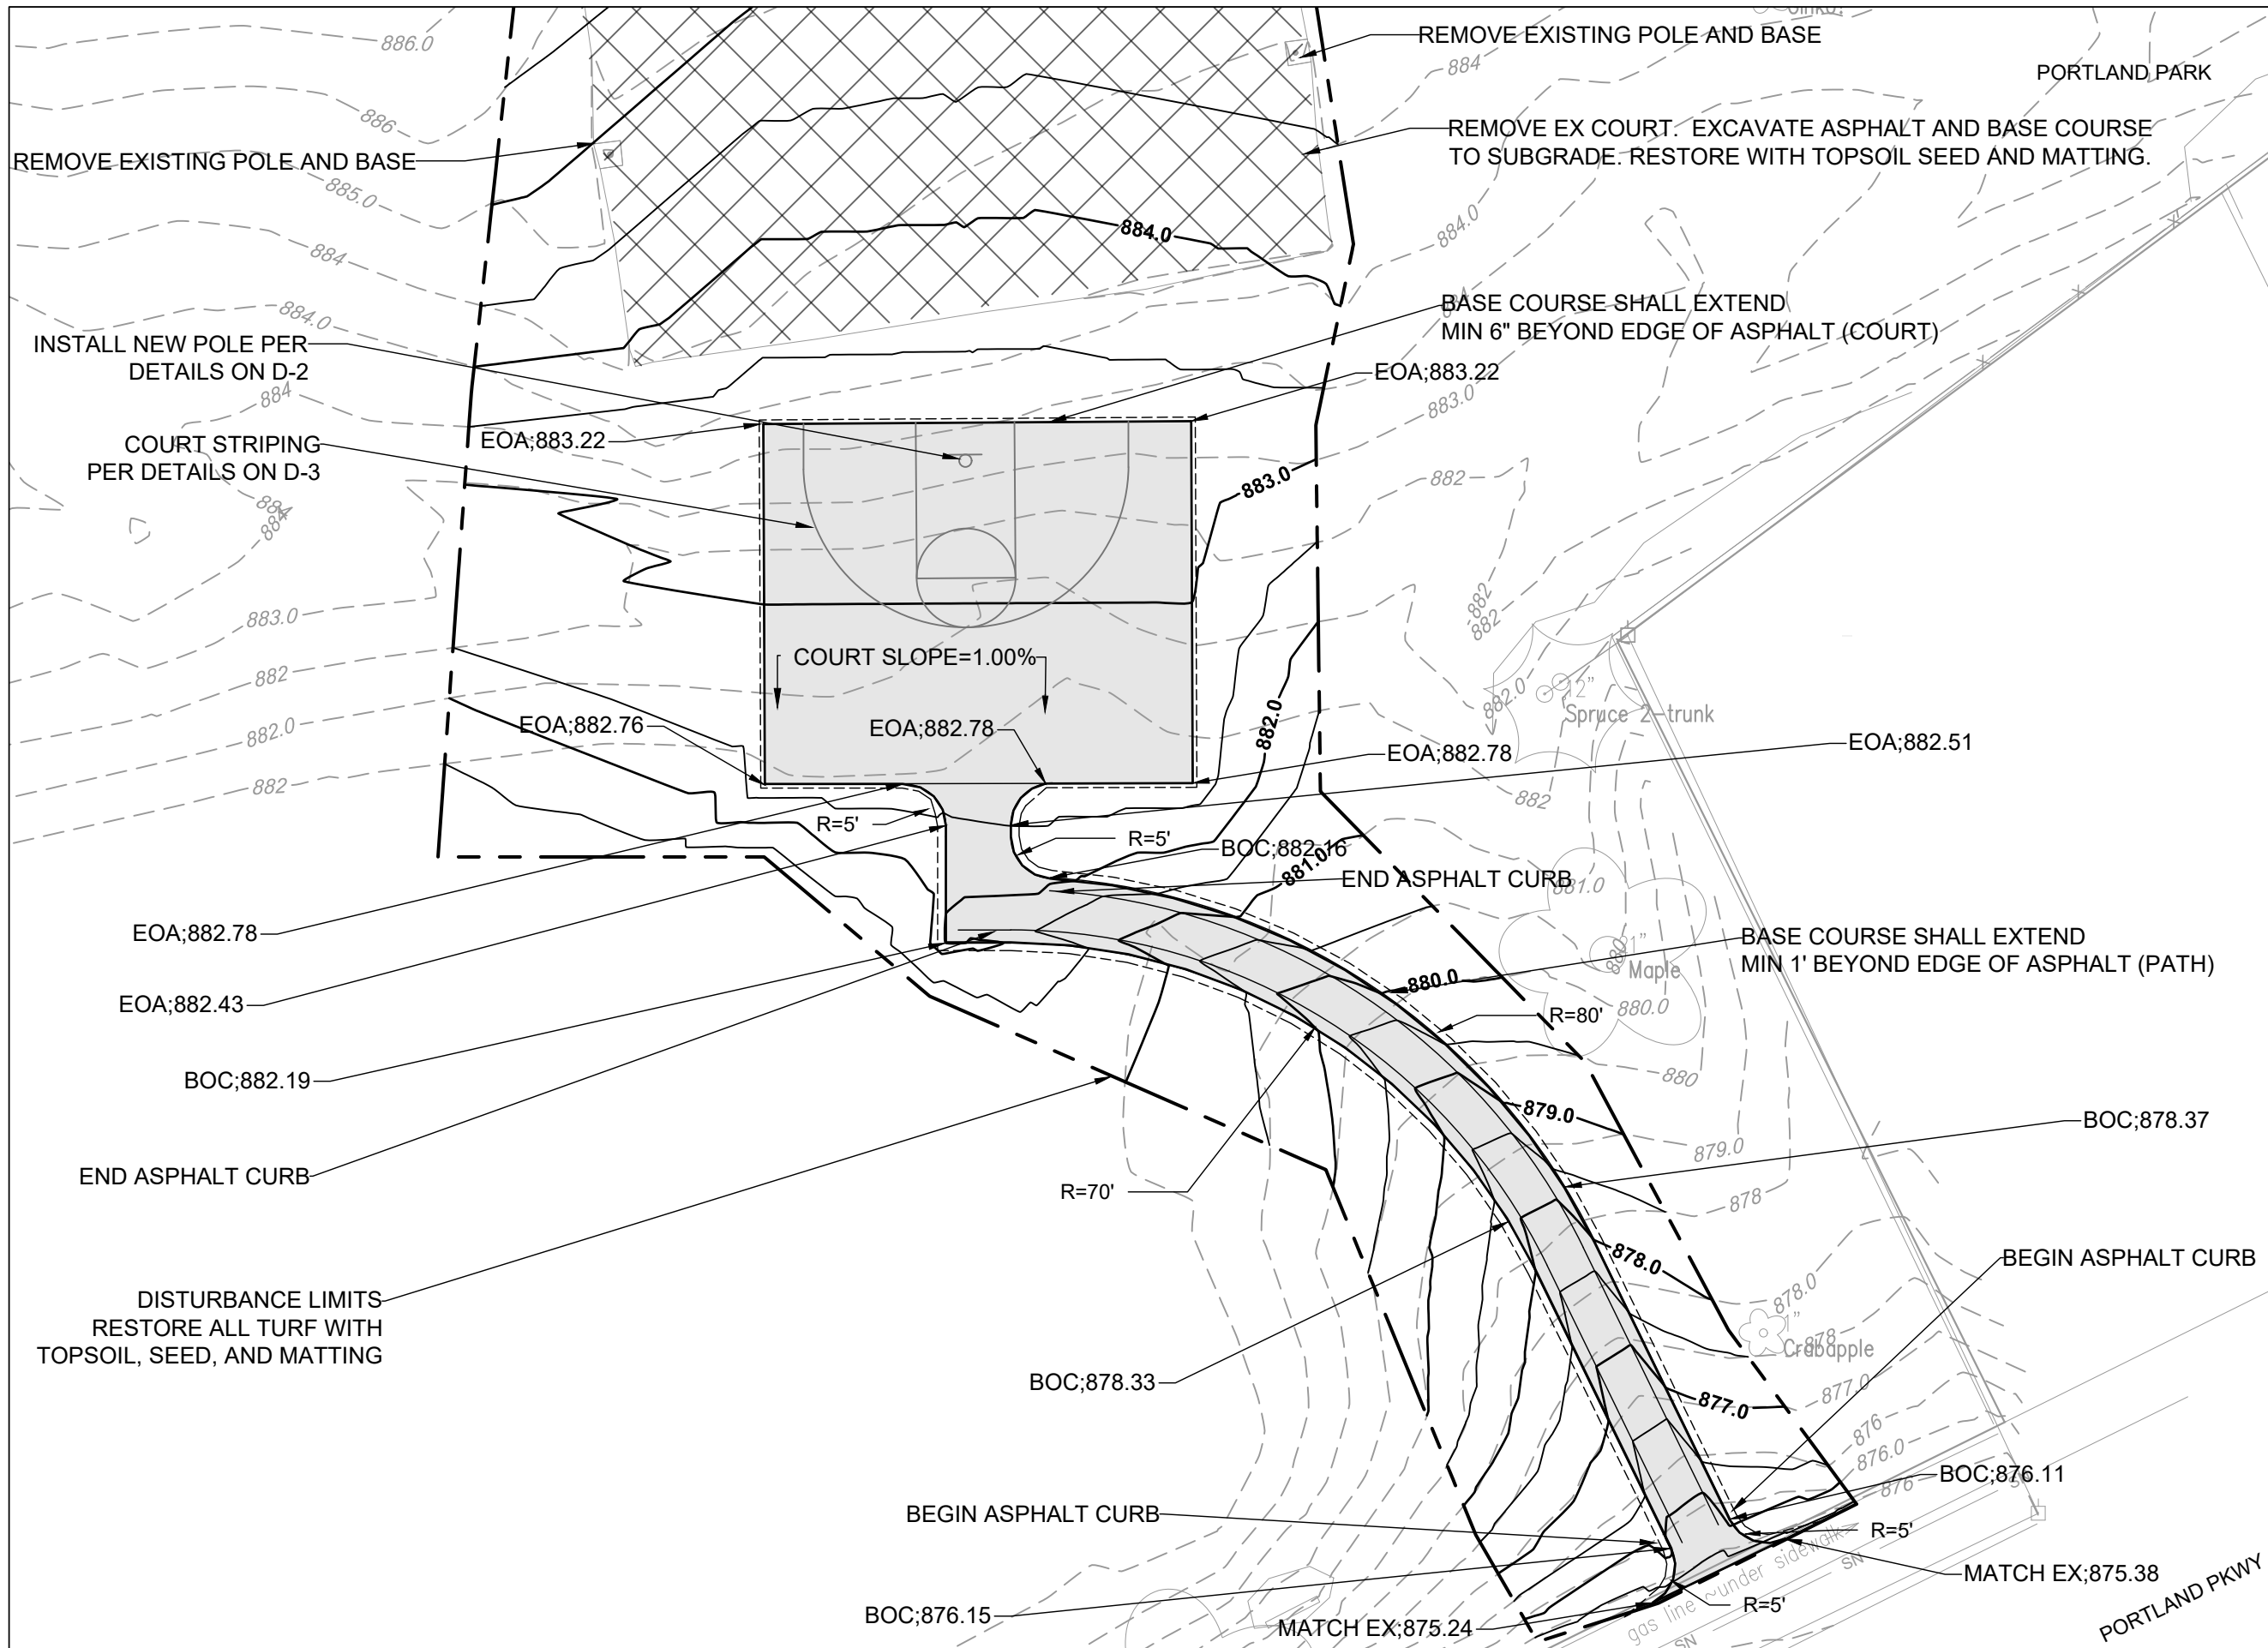 886.0
REMOVE EXISTING POLE AND BASE
884
PORTLAND PARK
886
REMOVE EX COURT. EXCAVATE ASPHALT AND BASE COURSE
TO SUBGRADE. RESTORE WITH TOPSOIL SEED AND MATTING.
REMOVE EXISTING POLE AND BASE
885.0
884.0
884.0
884
884.0
BASE COURSE SHALL EXTEND
MIN 6" BEYOND EDGE OF ASPHALT (COURT)
INSTALL NEW POLE PER
DETAILS ON D-2
EOA;883.22
884
883.0
EOA;883.22
COURT STRIPING
PER DETAILS ON D-3
883.0
882
884
884
883.0
882
882
COURT SLOPE=1.00%
882
882.0
882.0
12"
Spruce 2-trunk
882.0
EOA;882.76
EOA;882.78
EOA;882.78
EOA;882.51
882
882
R=5'
R=5'
BOC;882.16
881.0
END ASPHALT CURB
881.0
EOA;882.78
BASE COURSE SHALL EXTEND
MIN 1' BEYOND EDGE OF ASPHALT (PATH)
880
Maple
880.0
EOA;882.43
880.0
R=80'
BOC;882.19
880
879.0
BOC;878.37
879.0
END ASPHALT CURB
R=70'
878
878.0
BEGIN ASPHALT CURB
DISTURBANCE LIMITS
RESTORE ALL TURF WITH
TOPSOIL, SEED, AND MATTING
878.0
1"
878
Crabapple
BOC;878.33
877.0
877.0
876
876.0
BOC;876.11
876
BEGIN ASPHALT CURB
R=5'
MATCH EX;875.38
SN
gas line ~under sidewalk~
BOC;876.15
R=5'
MATCH EX;875.24
SN
PORTLAND PKWY